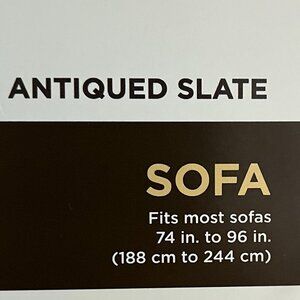 ANTIQUED SLATE
SOFA
Fits most sofas
74 in. to 96 in.
(188 cm to 244 cm)